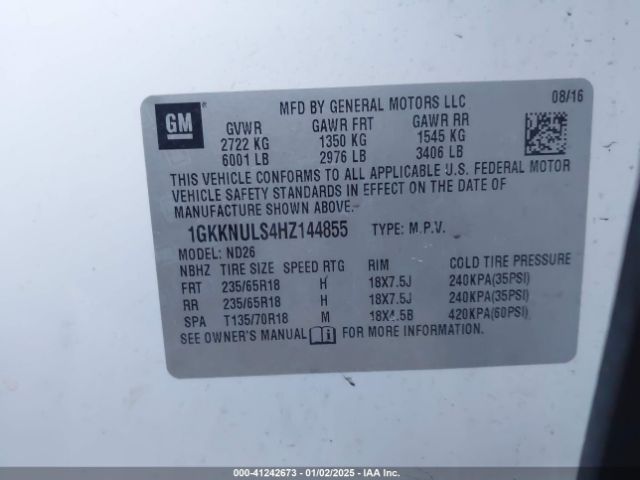 MFD BY GENERAL MOTORS LLC 08/16
GM
GVWR GAWR FRT GAWR RR
2722 KG 1350 KG 1545 KG
6001 LB 2976 LB 3406 LB
THIS VEHICLE CONFORMS TO ALL APPLICABLE U.S. FEDERAL MOTOR
VEHICLE SAFETY STANDARDS IN EFFECT ON THE DATE OF
MANUFACTURE SHOWN ABOVE.
1GKKNULS4HZ144855 TYPE: M.P.V.
MODEL: ND26
NBHZ TIRE SIZE SPEED RTG RIM COLD TIRE PRESSURE
FRT 235/65R18 H 18X7.5J 240KPA(35PSI)
RR 235/65R18 H 18X7.5J 240KPA(35PSI)
SPA T135/70R18 M 18X4.5B 420KPA(60PSI)
SEE OWNER'S MANUAL FOR MORE INFORMATION.
000-41242673 - 01/02/2025 - IAA Inc.